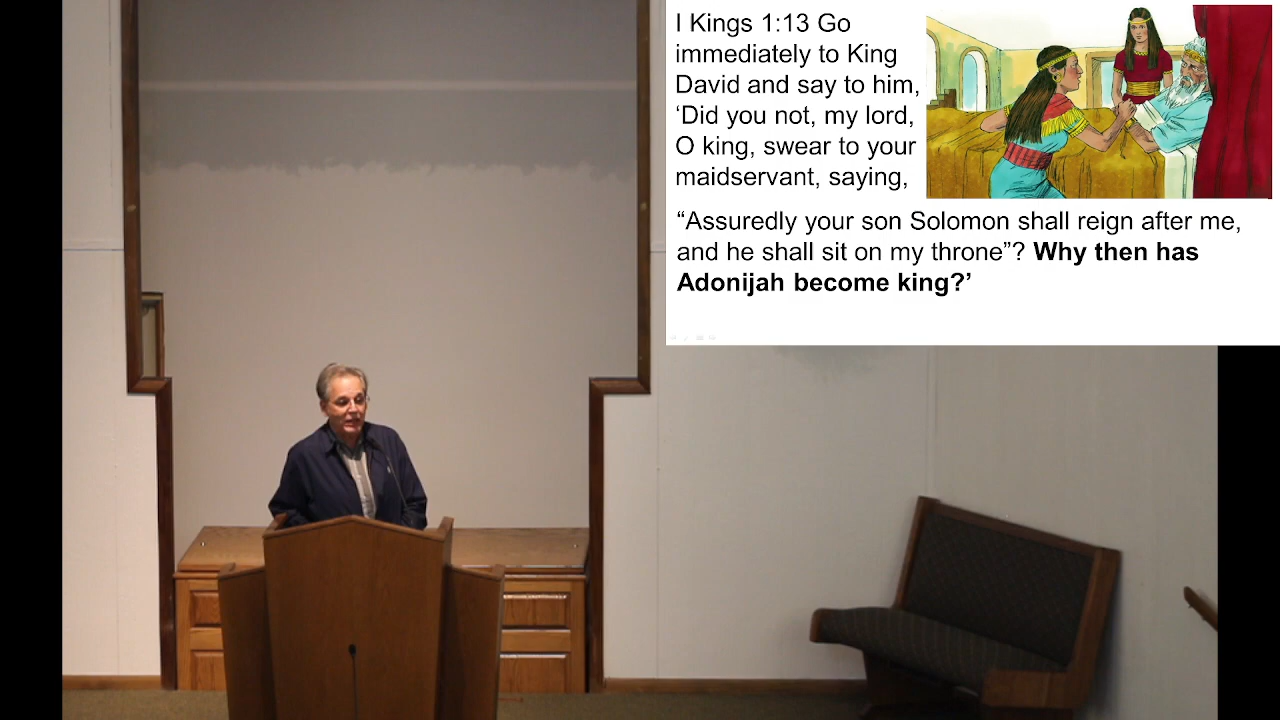 I Kings 1:13 Go
immediately to King
David and say to him,
‘Did you not, my lord,
O king, swear to your
maidservant, saying,
“Assuredly your son Solomon shall reign after me,
and he shall sit on my throne”? Why then has
Adonijah become king?’